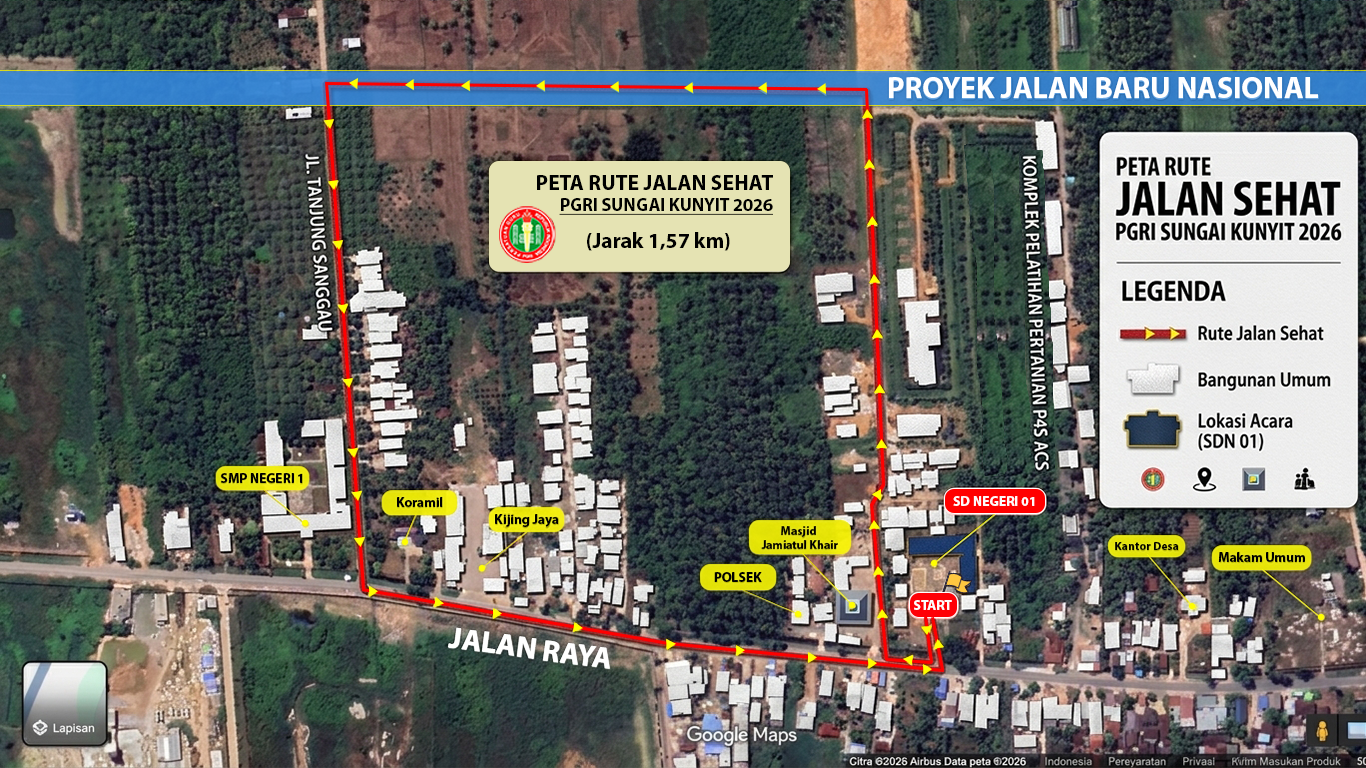 PROYEK JALAN BARU NASIONAL
JL. TANJUNG SANGGAU
PETA RUTE JALAN SEHAT
PGRI SUNGAI KUNYIT 2026
(Jarak 1,57 km)
KOMPLEK PELATIHAN PERTANIAN P4S ACS
PETA RUTE
JALAN SEHAT
PGRI SUNGAI KUNYIT 2026
LEGENDA
Rute Jalan Sehat
Bangunan Umum
Lokasi Acara
(SDN 01)
SMP NEGERI 1
Koramil
Kijing Jaya
Masjid
Jamiatul Khair
POLSEK
SD NEGERI 01
START
Kantor Desa
Makam Umum
JALAN RAYA
Lapisan
Google Maps
Citra ©2026 Airbus Data peta ©2026 Indonesia Persyaratan Privasi Kirim Masukan Produk